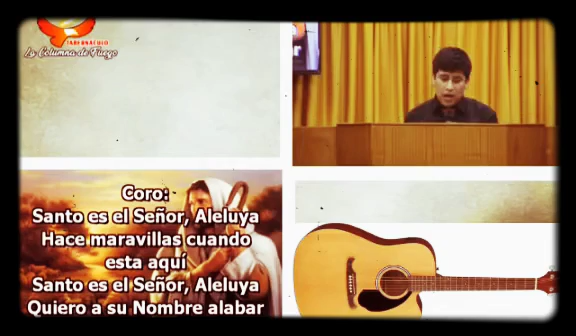 TABERNACULO
La Columna de Fuego
Coro:
Santo es el Señor, Aleluya
Hace maravillas cuando
esta aquí
Santo es el Señor, Aleluya
Quiero a su Nombre alabar